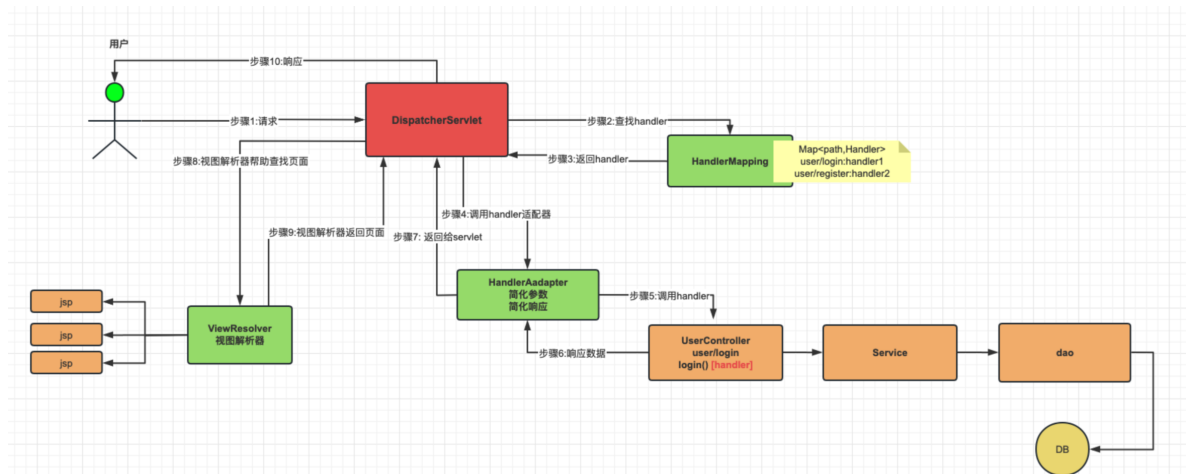 用户
步骤10:响应
步骤1:请求
DispatcherServlet
步骤2:查找handler
步骤3:返回handler
HandlerMapping
Map<path,Handler>
user/login:handler1
user/register:handler2
步骤8:视图解析器帮助查找页面
步骤4:调用handler适配器
步骤9:视图解析器返回页面
步骤7: 返回给servlet
HandlerAadapter
简化参数
简化响应
步骤5:调用handler
jsp
jsp
jsp
ViewResolver
视图解析器
步骤6:响应数据
UserController
user/login
login() [handler]
Service
dao
DB